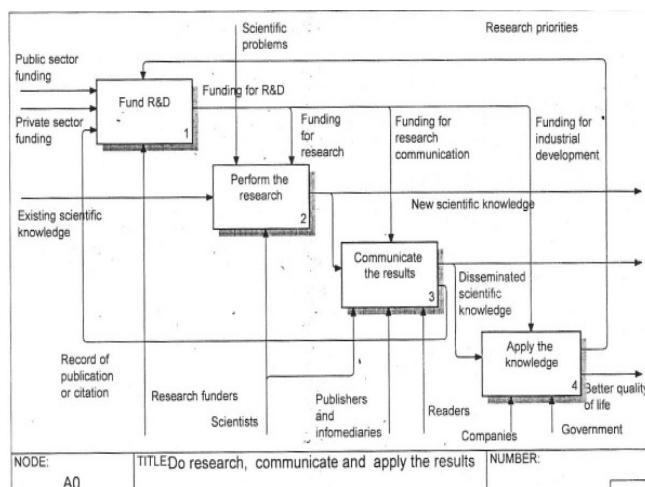 Scientific
problems
Research priorities
Public sector
funding
Fund R&D
1
Funding for R&D
Private sector
funding
Funding
for
research
Funding for
research
communication
Funding for
industrial
development
Perform the
research
2
Existing scientific
knowledge
New scientific knowledge
Communicate
the results
3
Disseminated
scientific
knowledge
Apply the
knowledge
4
Record of
publication
or citation
Research funders
Scientists
Publishers
and
infomediaries
Readers
Companies
Government
Better quality
of life
NODE:
A0
TITLE: Do research, communicate and apply the results
NUMBER: